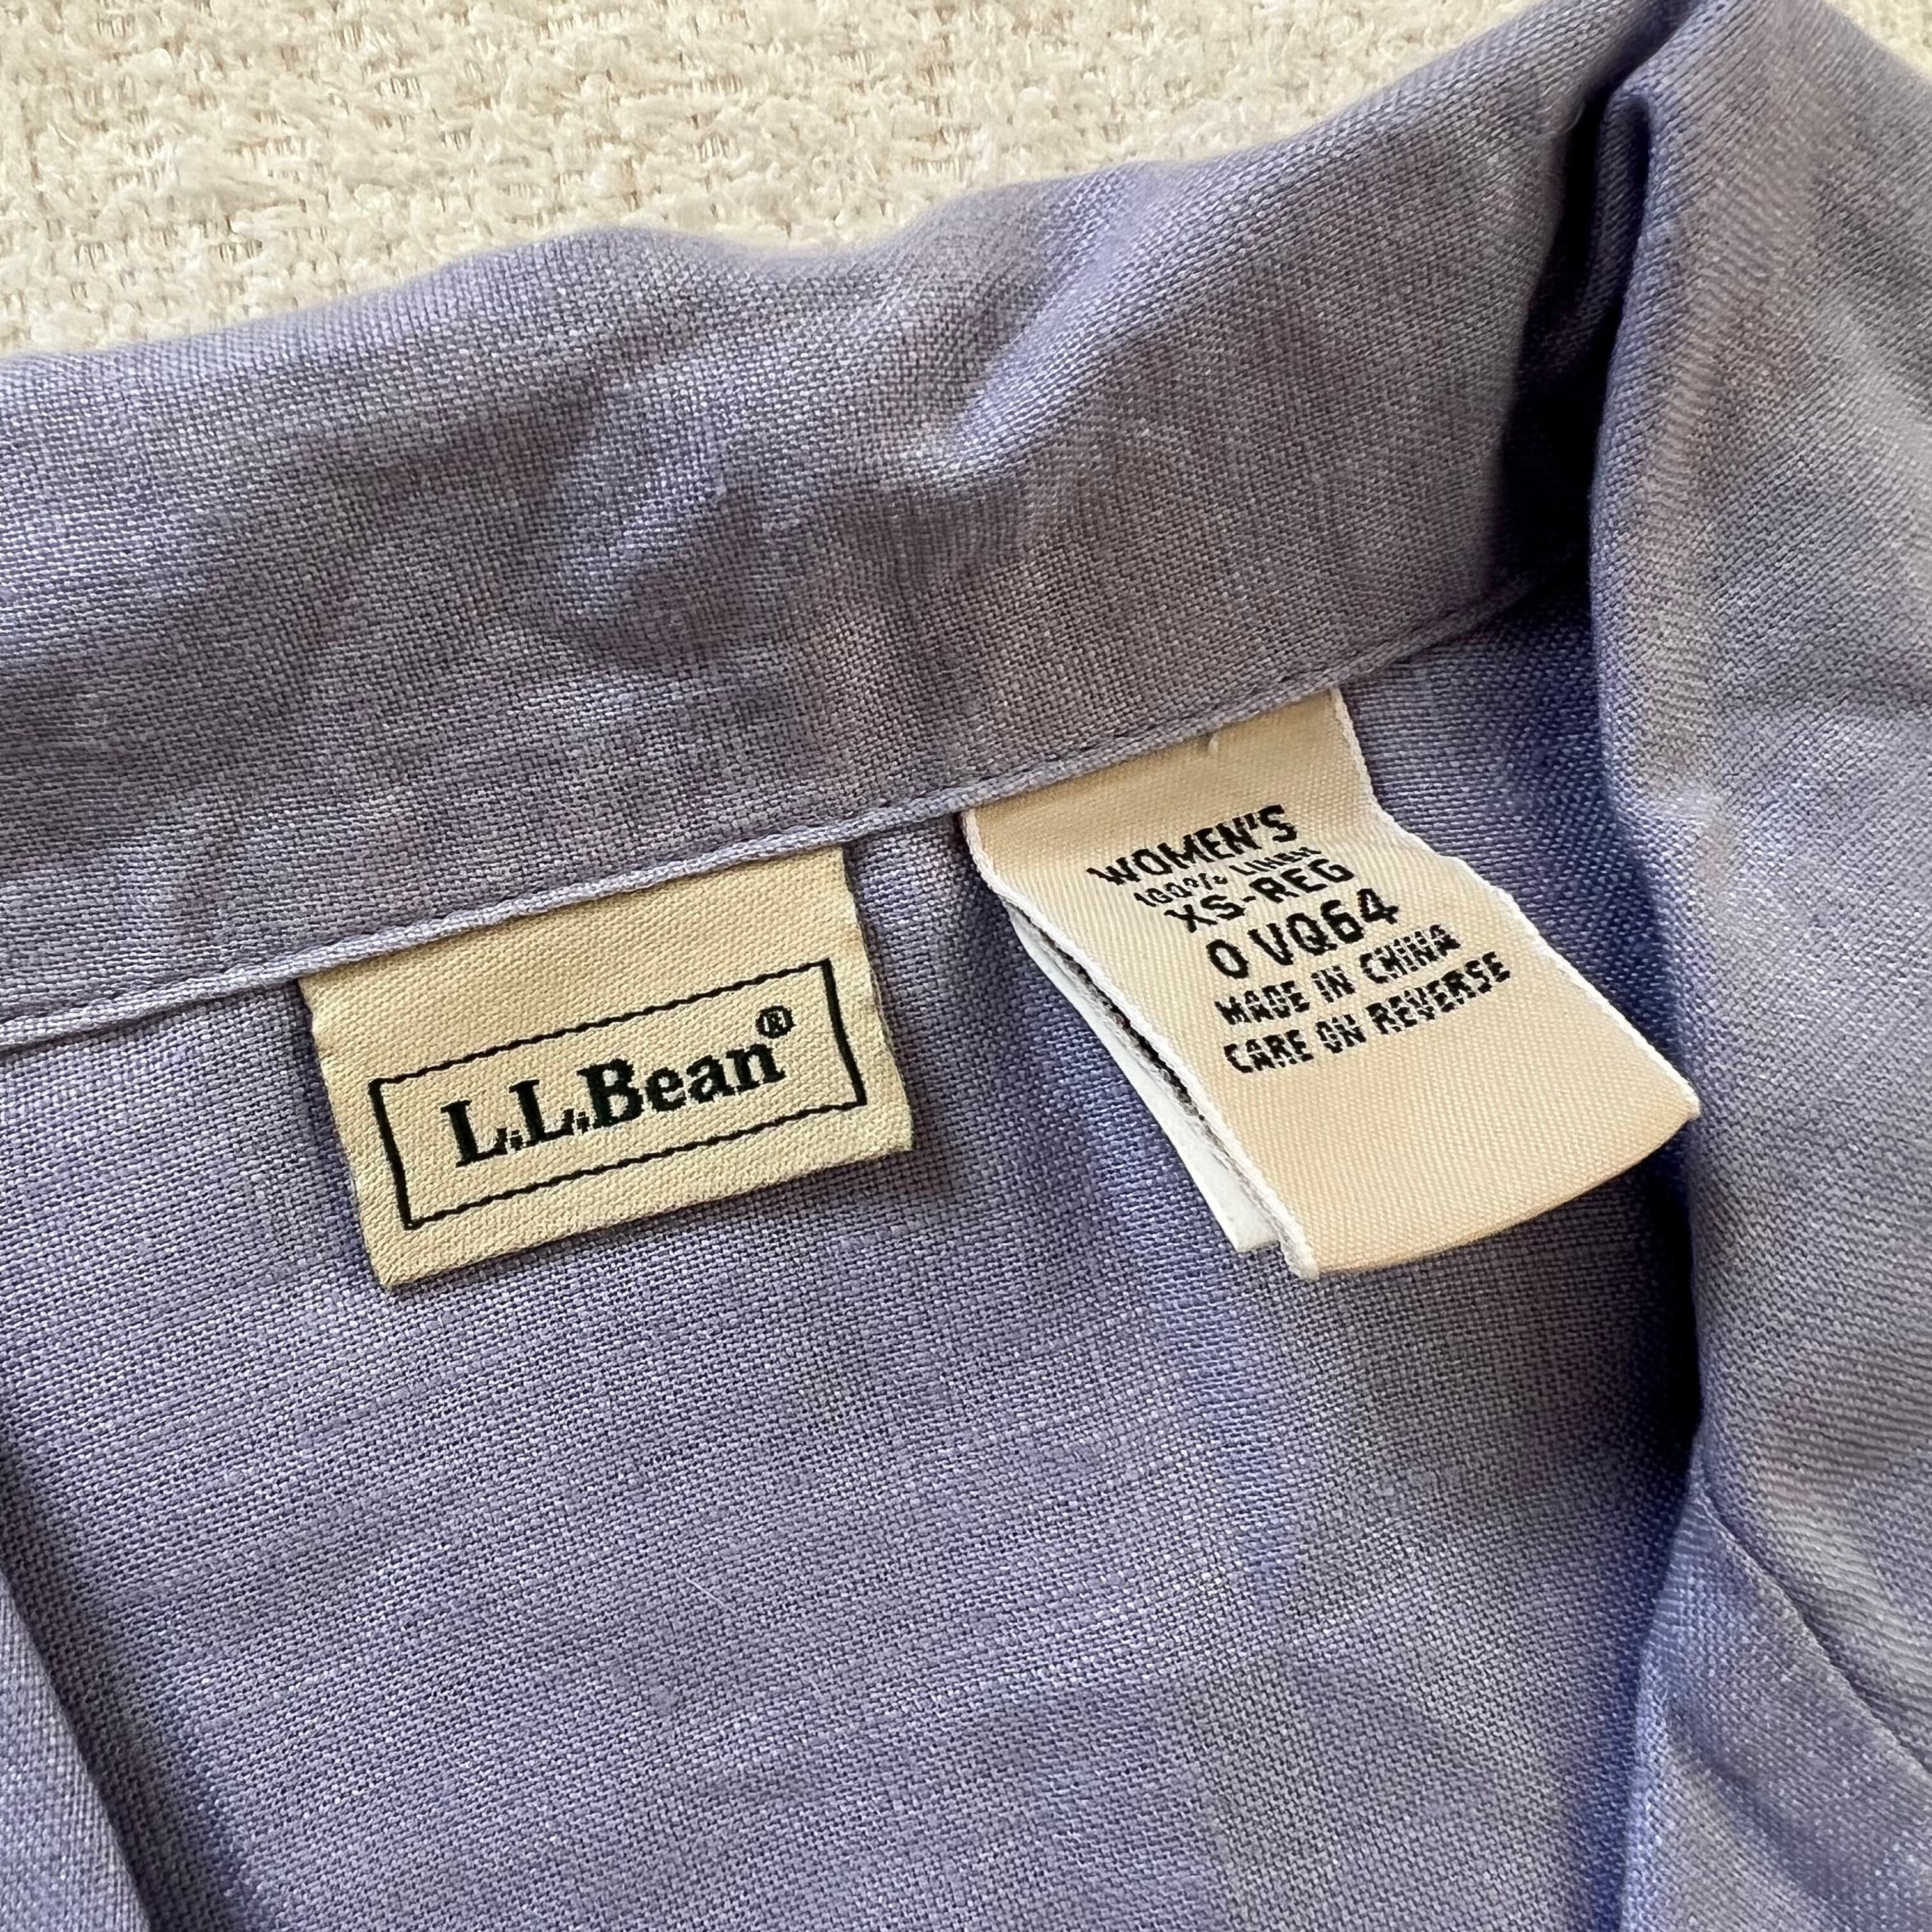 L.L.Bean®
WOMEN'S
100% LINEN
XS-REG
0 VQ64
MADE IN CHINA
CARE ON REVERSE